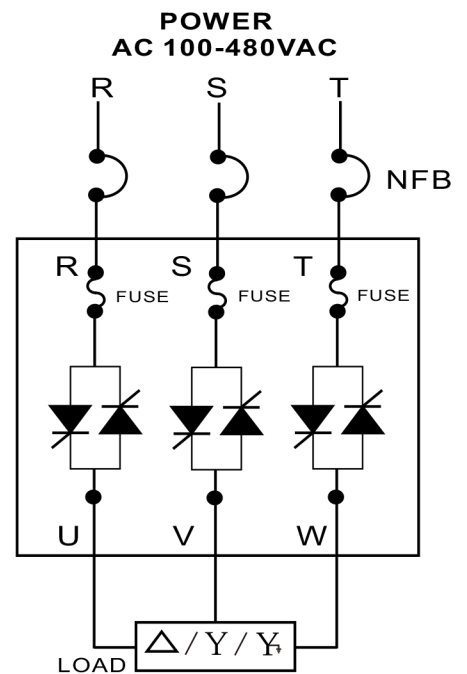 POWER
AC 100-480VAC
R S T
NFB
R S T
FUSE FUSE FUSE
U V W
LOAD △/Y/Y